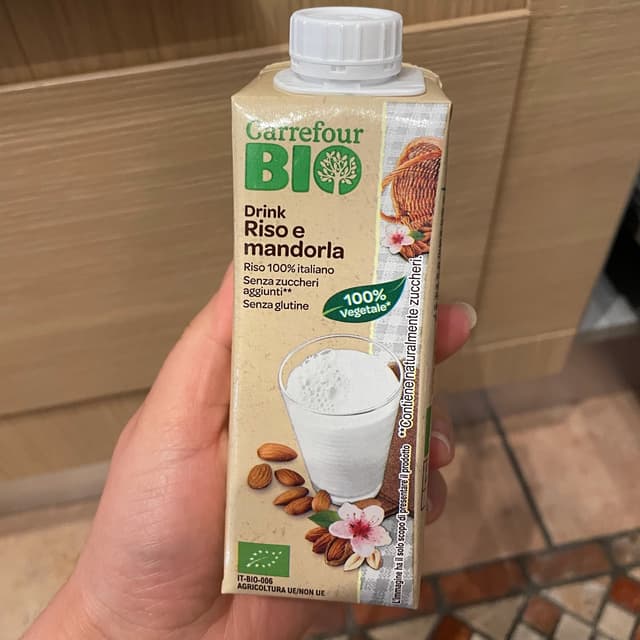 Carrefour
BIO
Drink
Riso e
mandorla
Riso 100% italiano
Senza zuccheri
aggiunti**
Senza glutine
100%
Vegetale*
**Contiene naturalmente zuccheri.
L'immagine ha il solo scopo di presentare il prodotto
IT-BIO-006
AGRICOLTURA UE/NON UE